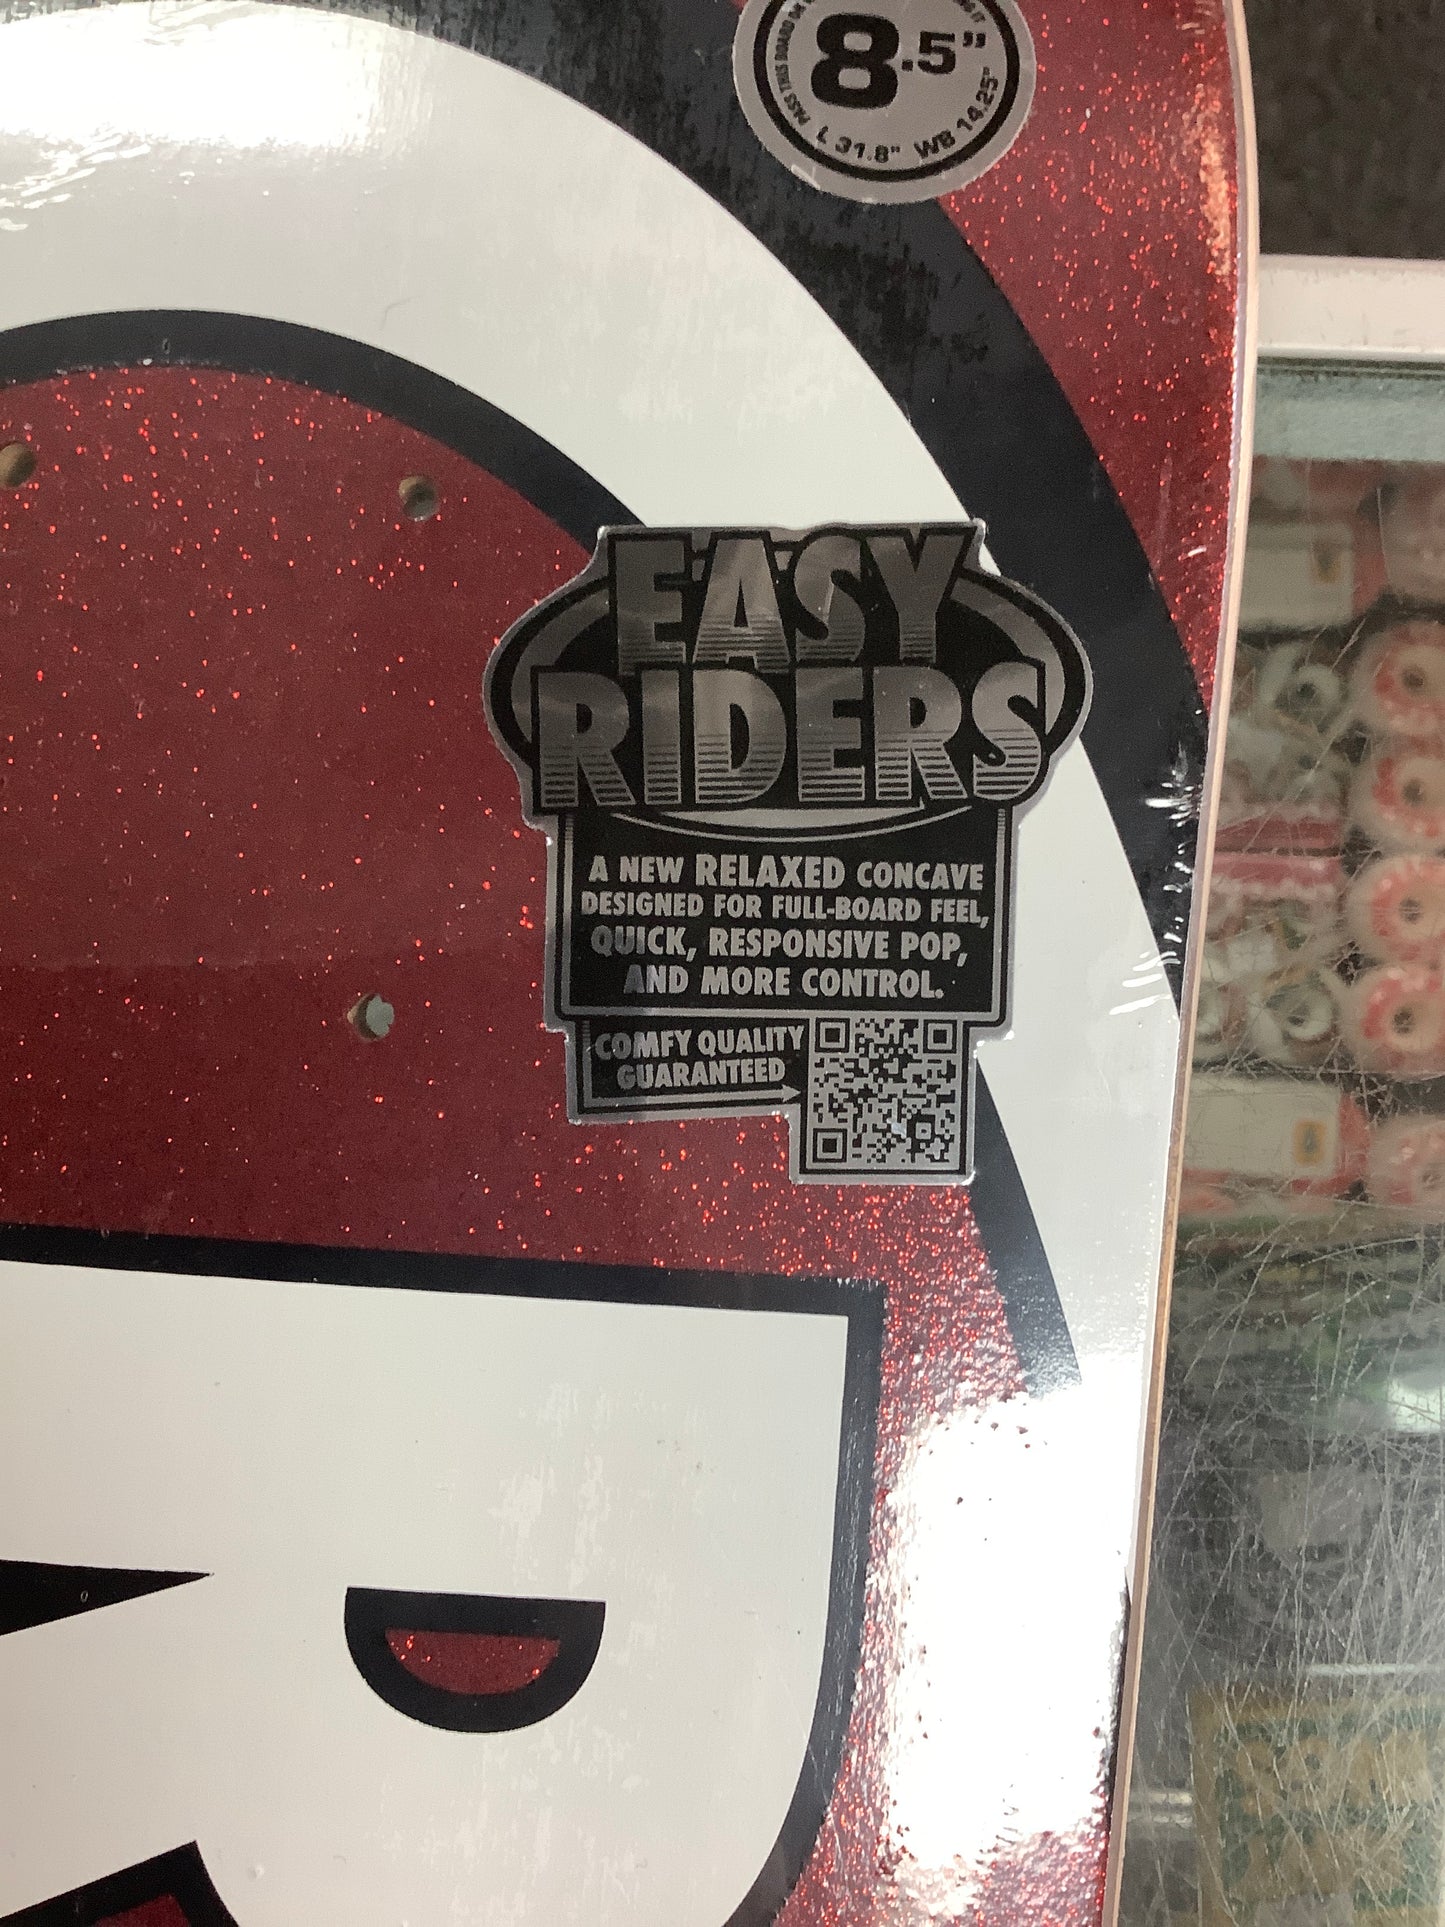 8.5"
L 31.8" WB 14.25"
EASY
RIDERS
A NEW RELAXED CONCAVE
DESIGNED FOR FULL-BOARD FEEL,
QUICK, RESPONSIVE POP,
AND MORE CONTROL.
COMFY QUALITY
GUARANTEED